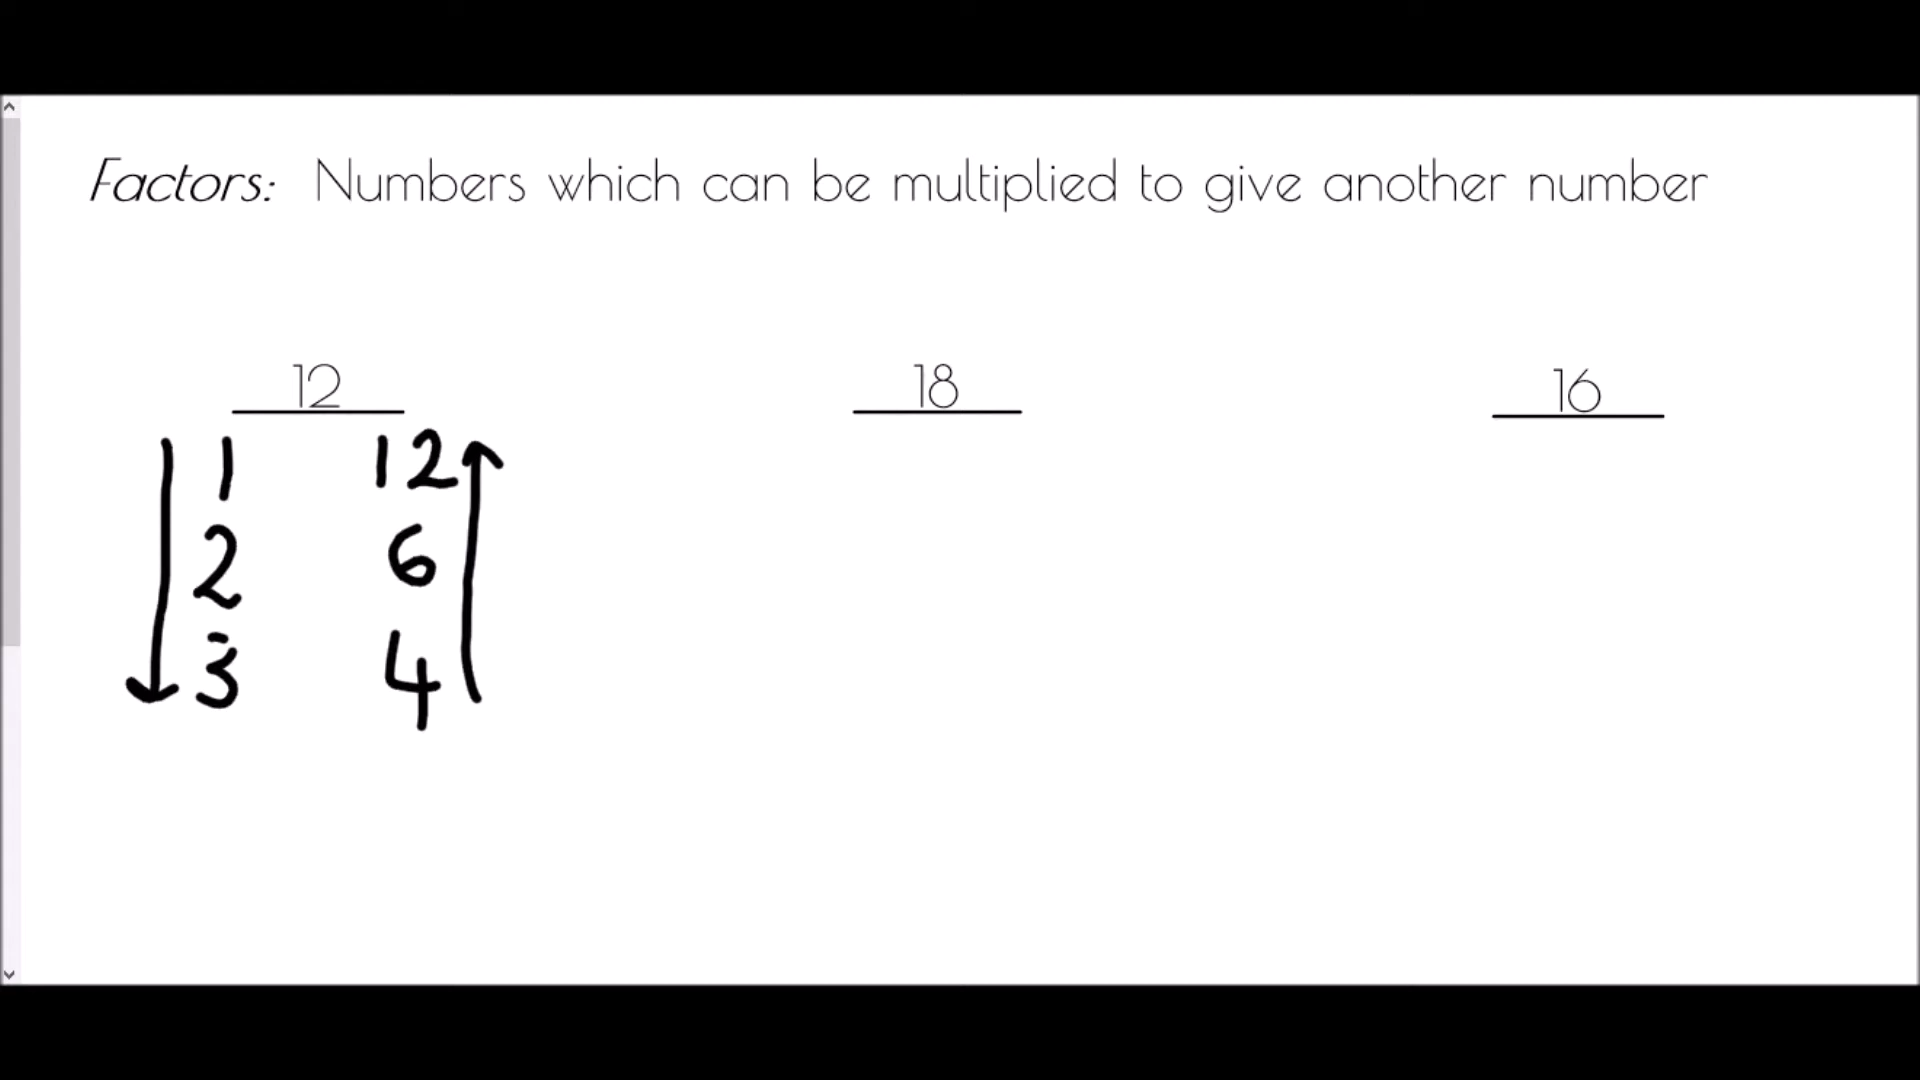 Factors: Numbers which can be multiplied to give another number
12 18 16
1 12
2 6
3 4